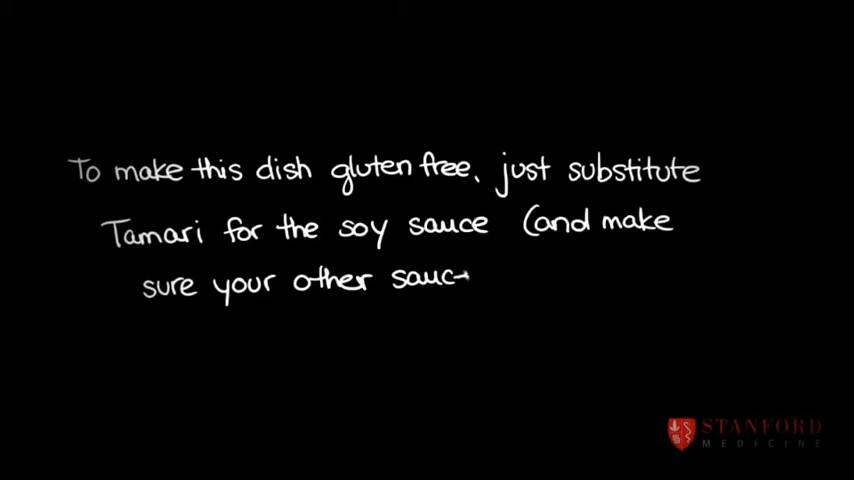 To make this dish gluten free, just substitute
Tamari for the soy sauce (and make
sure your other sauc
STANFORD
MEDICINE